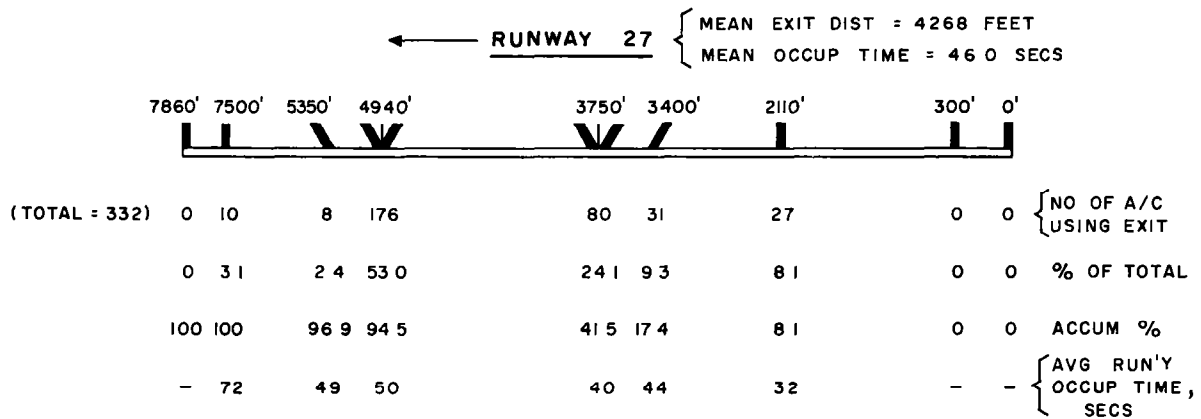 MEAN EXIT DIST = 4268 FEET
RUNWAY 27
MEAN OCCUP TIME = 46 0 SECS
7860' 7500' 5350' 4940' 3750' 3400' 2110' 300' 0'
(TOTAL = 332) 0 10 8 176 80 31 27 0 0 NO OF A/C
USING EXIT
0 3 1 2 4 53 0 24 1 9 3 8 1 0 0 % OF TOTAL
100 100 96 9 94 5 41 5 17 4 8 1 0 0 ACCUM %
- 72 49 50 40 44 32 - - AVG RUN'Y
OCCUP TIME,
SECS